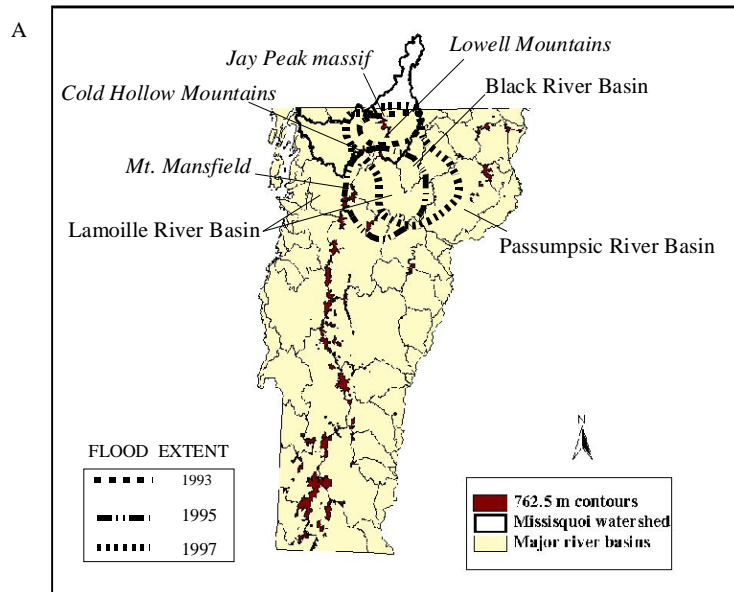 A
Lowell Mountains
Jay Peak massif
Black River Basin
Cold Hollow Mountains
Mt. Mansfield
Lamoille River Basin
Passumpsic River Basin
N
FLOOD EXTENT
1993
1995
1997
762.5 m contours
Missisquoi watershed
Major river basins